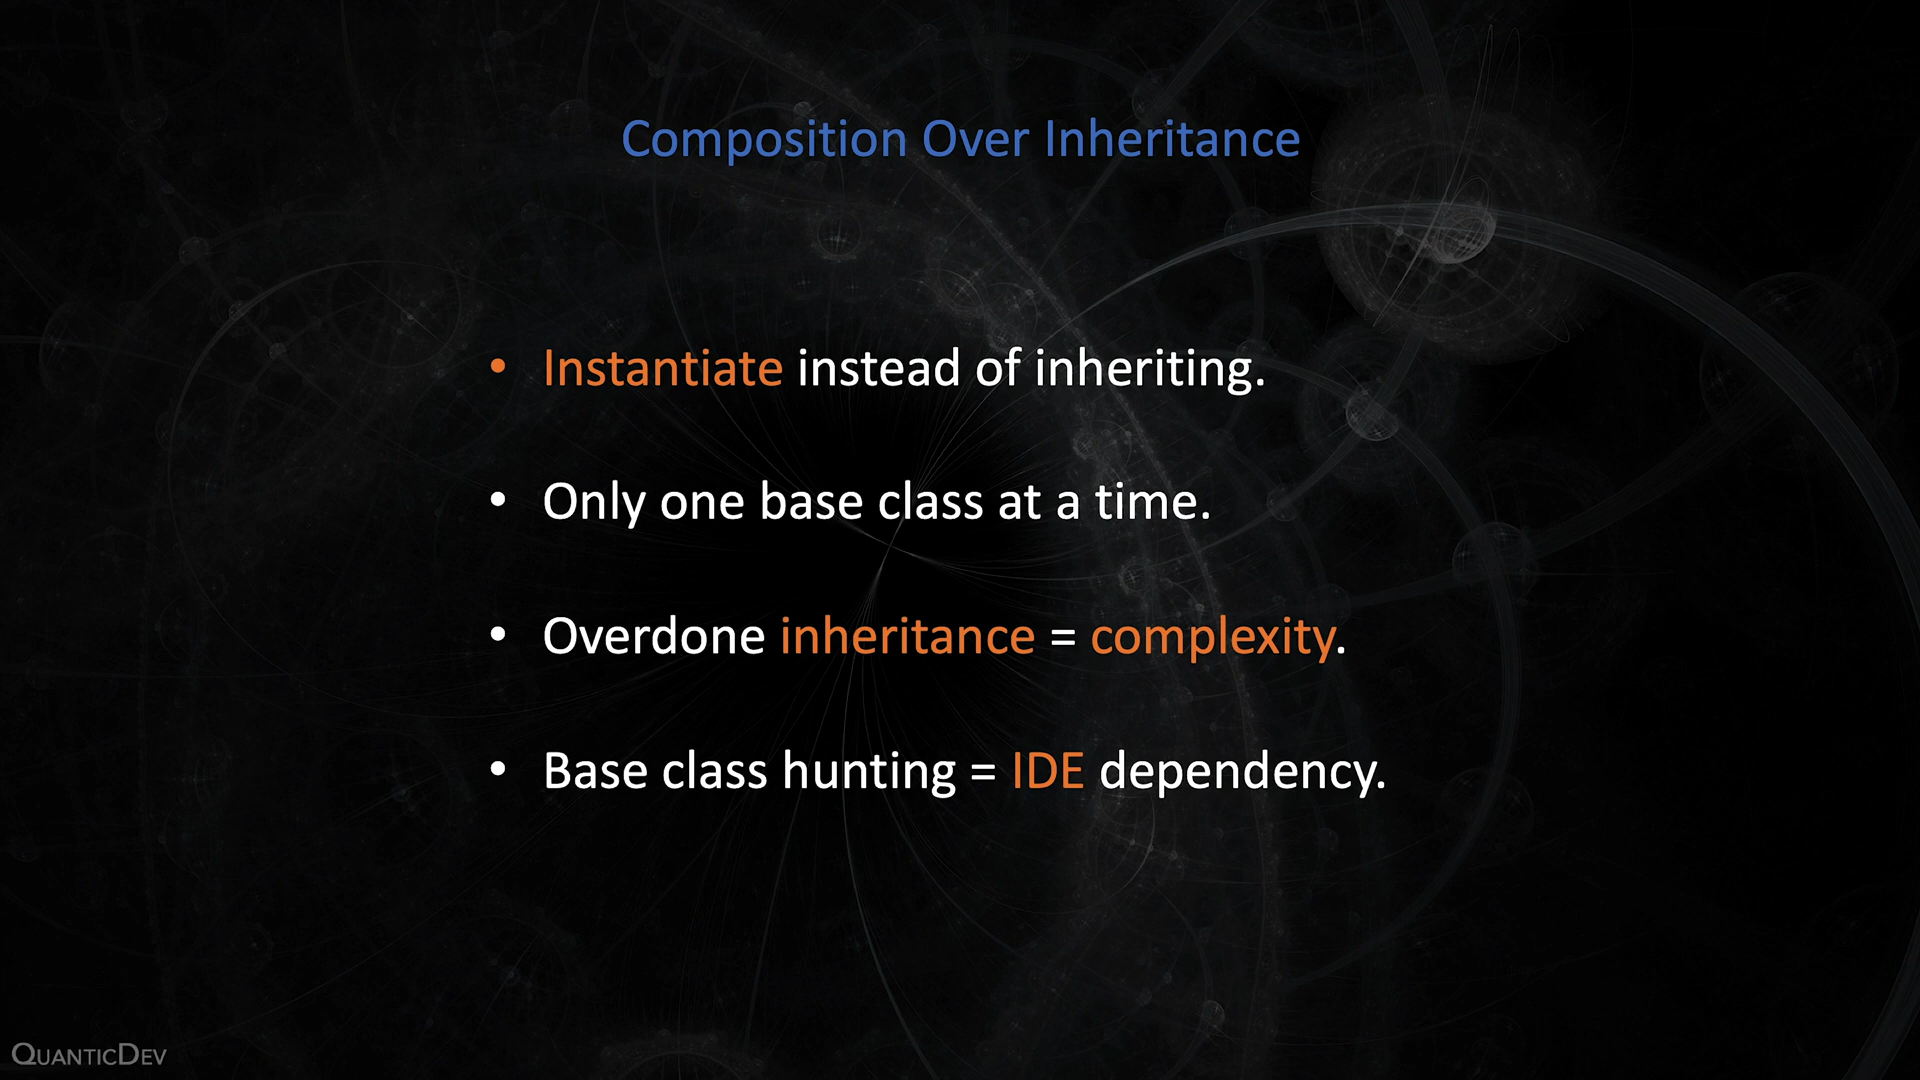 Composition Over Inheritance
• Instantiate instead of inheriting.
• Only one base class at a time.
• Overdone inheritance = complexity.
• Base class hunting = IDE dependency.
QuanticDev